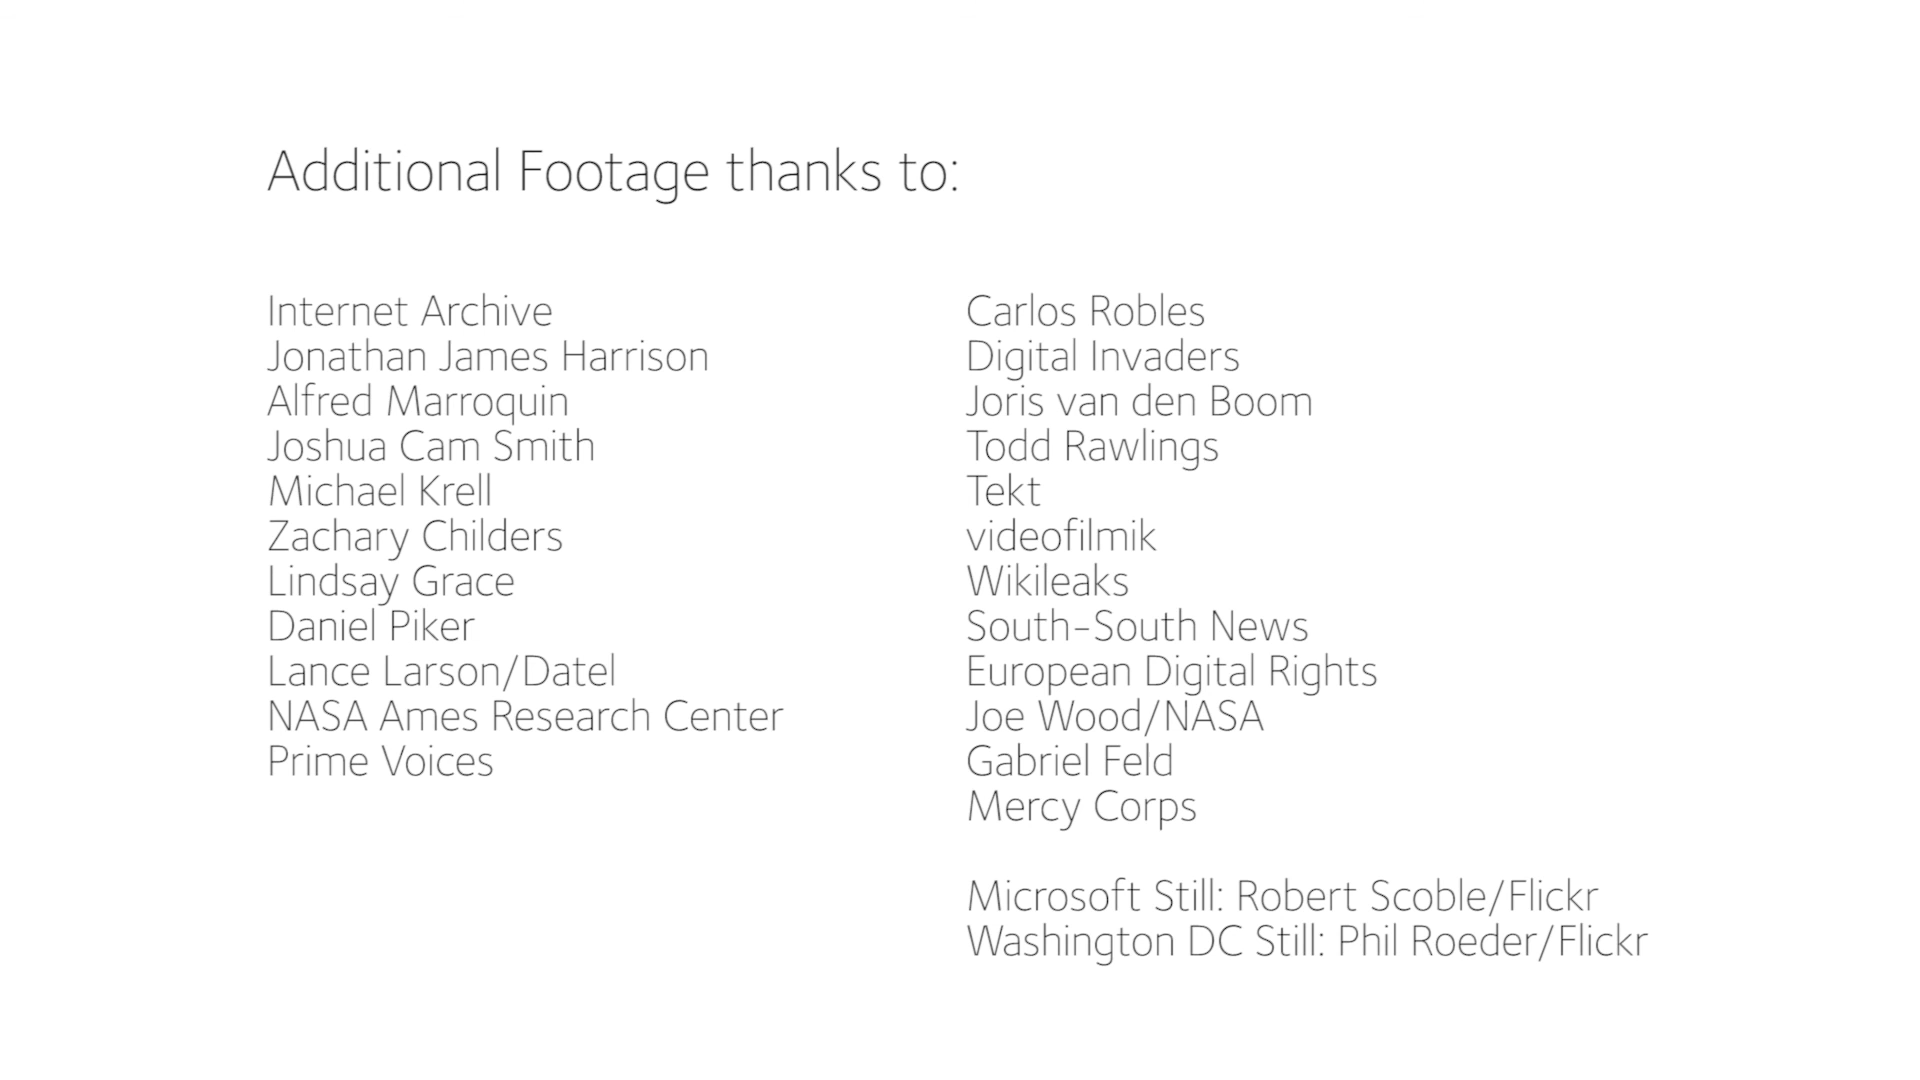 Additional Footage thanks to:
Internet Archive
Jonathan James Harrison
Alfred Marroquin
Joshua Cam Smith
Michael Krell
Zachary Childers
Lindsay Grace
Daniel Piker
Lance Larson/Datel
NASA Ames Research Center
Prime Voices
Carlos Robles
Digital Invaders
Joris van den Boom
Todd Rawlings
Tekt
videofilmik
Wikileaks
South-South News
European Digital Rights
Joe Wood/NASA
Gabriel Feld
Mercy Corps
Microsoft Still: Robert Scoble/Flickr
Washington DC Still: Phil Roeder/Flickr